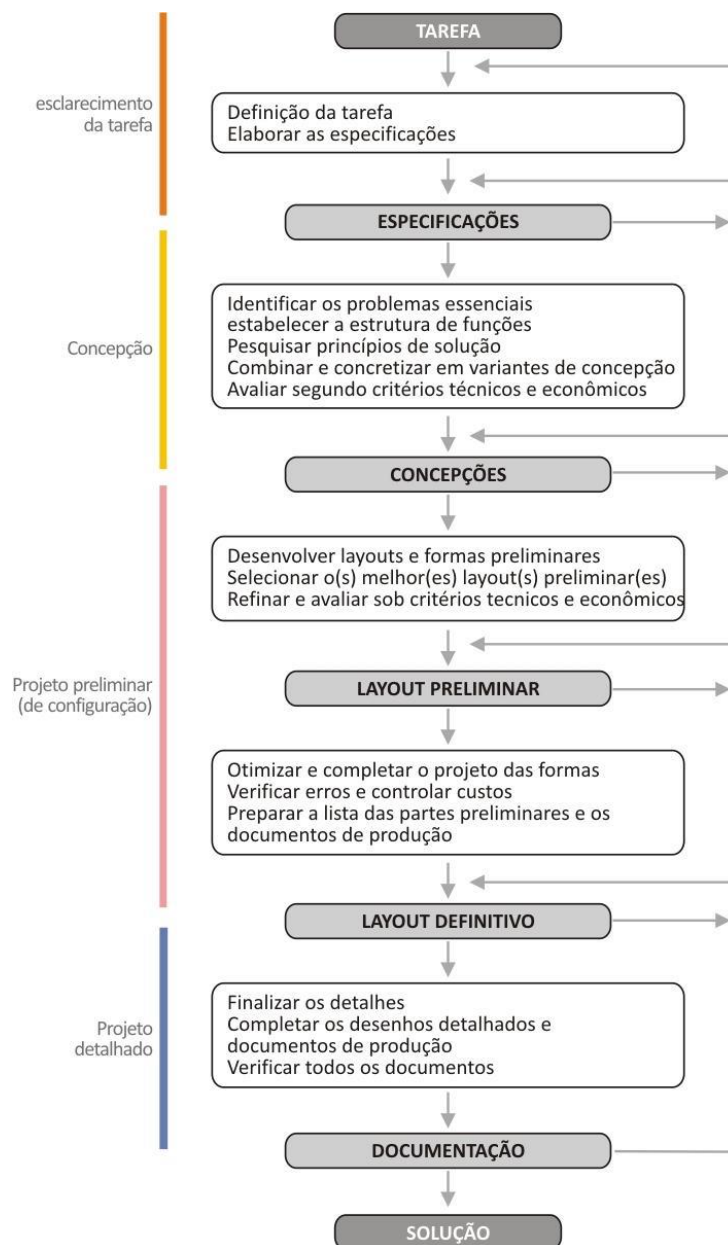 TAREFA
esclarecimento
da tarefa
Definição da tarefa
Elaborar as especificações
ESPECIFICAÇÕES
Concepção
Identificar os problemas essenciais
estabelecer a estrutura de funções
Pesquisar princípios de solução
Combinar e concretizar em variantes de concepção
Avaliar segundo critérios técnicos e econômicos
CONCEPÇÕES
Projeto preliminar
(de configuração)
Desenvolver layouts e formas preliminares
Selecionar o(s) melhor(es) layout(s) preliminar(es)
Refinar e avaliar sob critérios tecnicos e econômicos
LAYOUT PRELIMINAR
Otimizar e completar o projeto das formas
Verificar erros e controlar custos
Preparar a lista das partes preliminares e os
documentos de produção
LAYOUT DEFINITIVO
Projeto
detalhado
Finalizar os detalhes
Completar os desenhos detalhados e
documentos de produção
Verificar todos os documentos
DOCUMENTAÇÃO
SOLUÇÃO